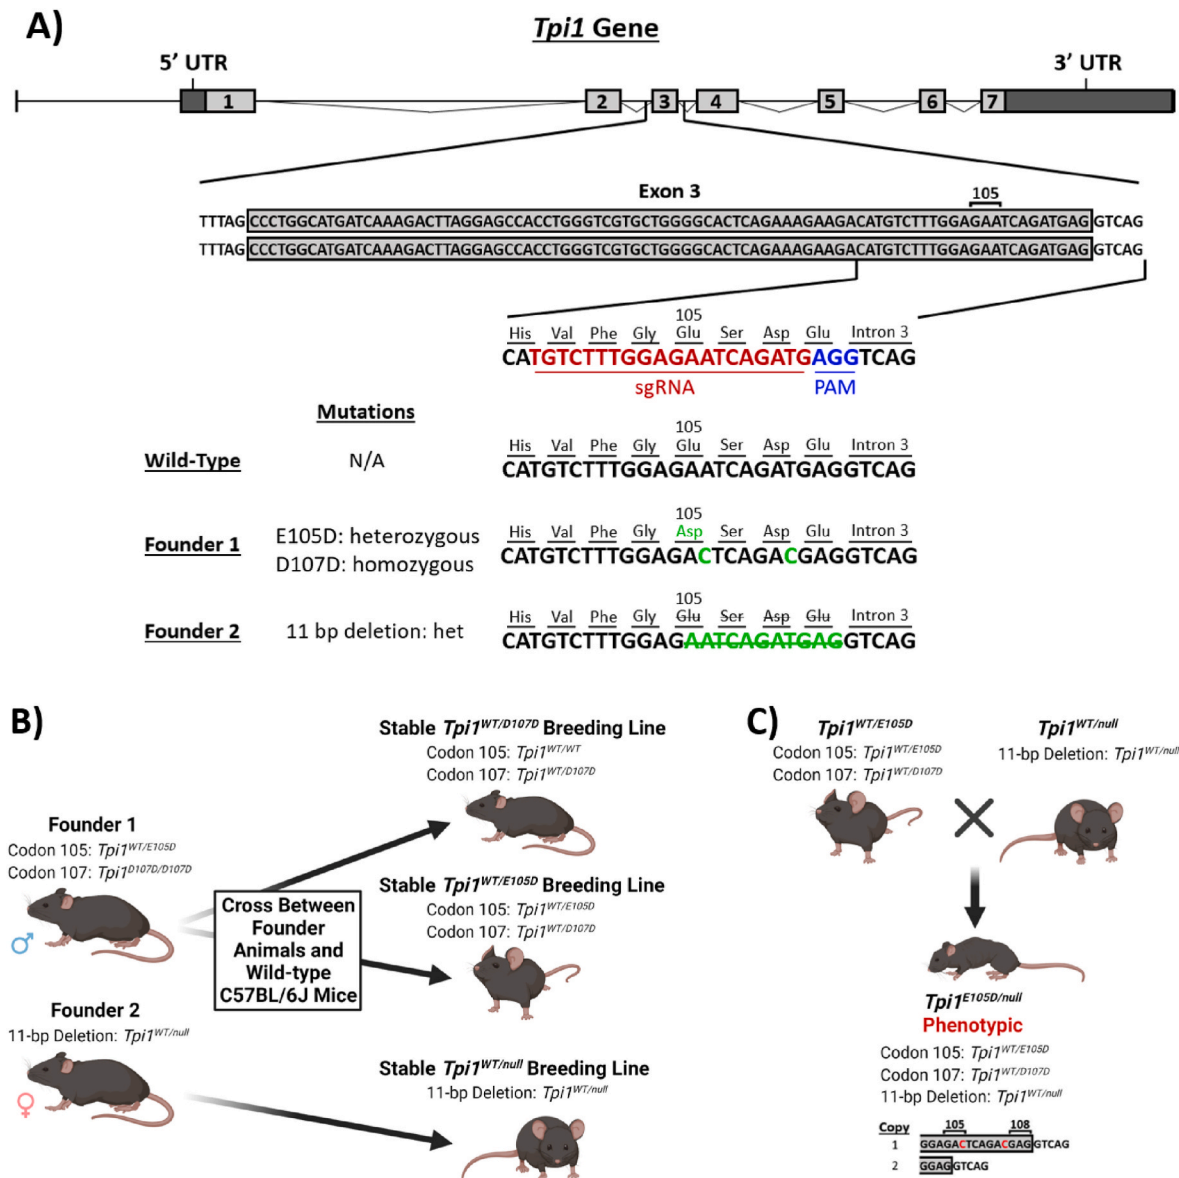 A)
Tpi1 Gene
5' UTR
3' UTR
1 2 3 4 5 6 7
Exon 3
105
TTTAG CCCTGGCATGATCAAAGACTTAGGAGCCACCTGGGTCGTGCTGGGGCACTCAGAAAGAAGACATGTCTTTGGAGAATCAGATGAG GTCAG
TTTAG CCCTGGCATGATCAAAGACTTAGGAGCCACCTGGGTCGTGCTGGGGCACTCAGAAAGAAGACATGTCTTTGGAGAATCAGATGAG GTCAG
105
His Val Phe Gly Glu Ser Asp Glu Intron 3
CATGTCTTTGGAGAATCAGATGAGGTCAG
sgRNA PAM
Mutations
105
His Val Phe Gly Glu Ser Asp Glu Intron 3
Wild-Type N/A CATGTCTTTGGAGAATCAGATGAGGTCAG
105
His Val Phe Gly Asp Ser Asp Glu Intron 3
Founder 1 E105D: heterozygous
D107D: homozygous
CATGTCTTTGGAGACTCAGACGAGGTCAG
105
His Val Phe Gly Glu Ser Asp Glu Intron 3
Founder 2 11 bp deletion: het CATGTCTTTGGAGAATCAGATGAGGTCAG
B)
Founder 1
Codon 105: Tpi1WT/E105D
Codon 107: Tpi1D107D/D107D
♂
Founder 2
11-bp Deletion: Tpi1WT/null
♀
Cross Between
Founder
Animals and
Wild-type
C57BL/6J Mice
Stable Tpi1WT/D107D Breeding Line
Codon 105: Tpi1WT/WT
Codon 107: Tpi1WT/D107D
Stable Tpi1WT/E105D Breeding Line
Codon 105: Tpi1WT/E105D
Codon 107: Tpi1WT/D107D
Stable Tpi1WT/null Breeding Line
11-bp Deletion: Tpi1WT/null
C)
Tpi1WT/E105D
Codon 105: Tpi1WT/E105D
Codon 107: Tpi1WT/D107D
Tpi1WT/null
11-bp Deletion: Tpi1WT/null
Tpi1E105D/null
Phenotypic
Codon 105: Tpi1WT/E105D
Codon 107: Tpi1WT/D107D
11-bp Deletion: Tpi1WT/null
Copy 105 108
1 GGAGACTCAGACGAGGTCAG
2 GGAGGTCAG